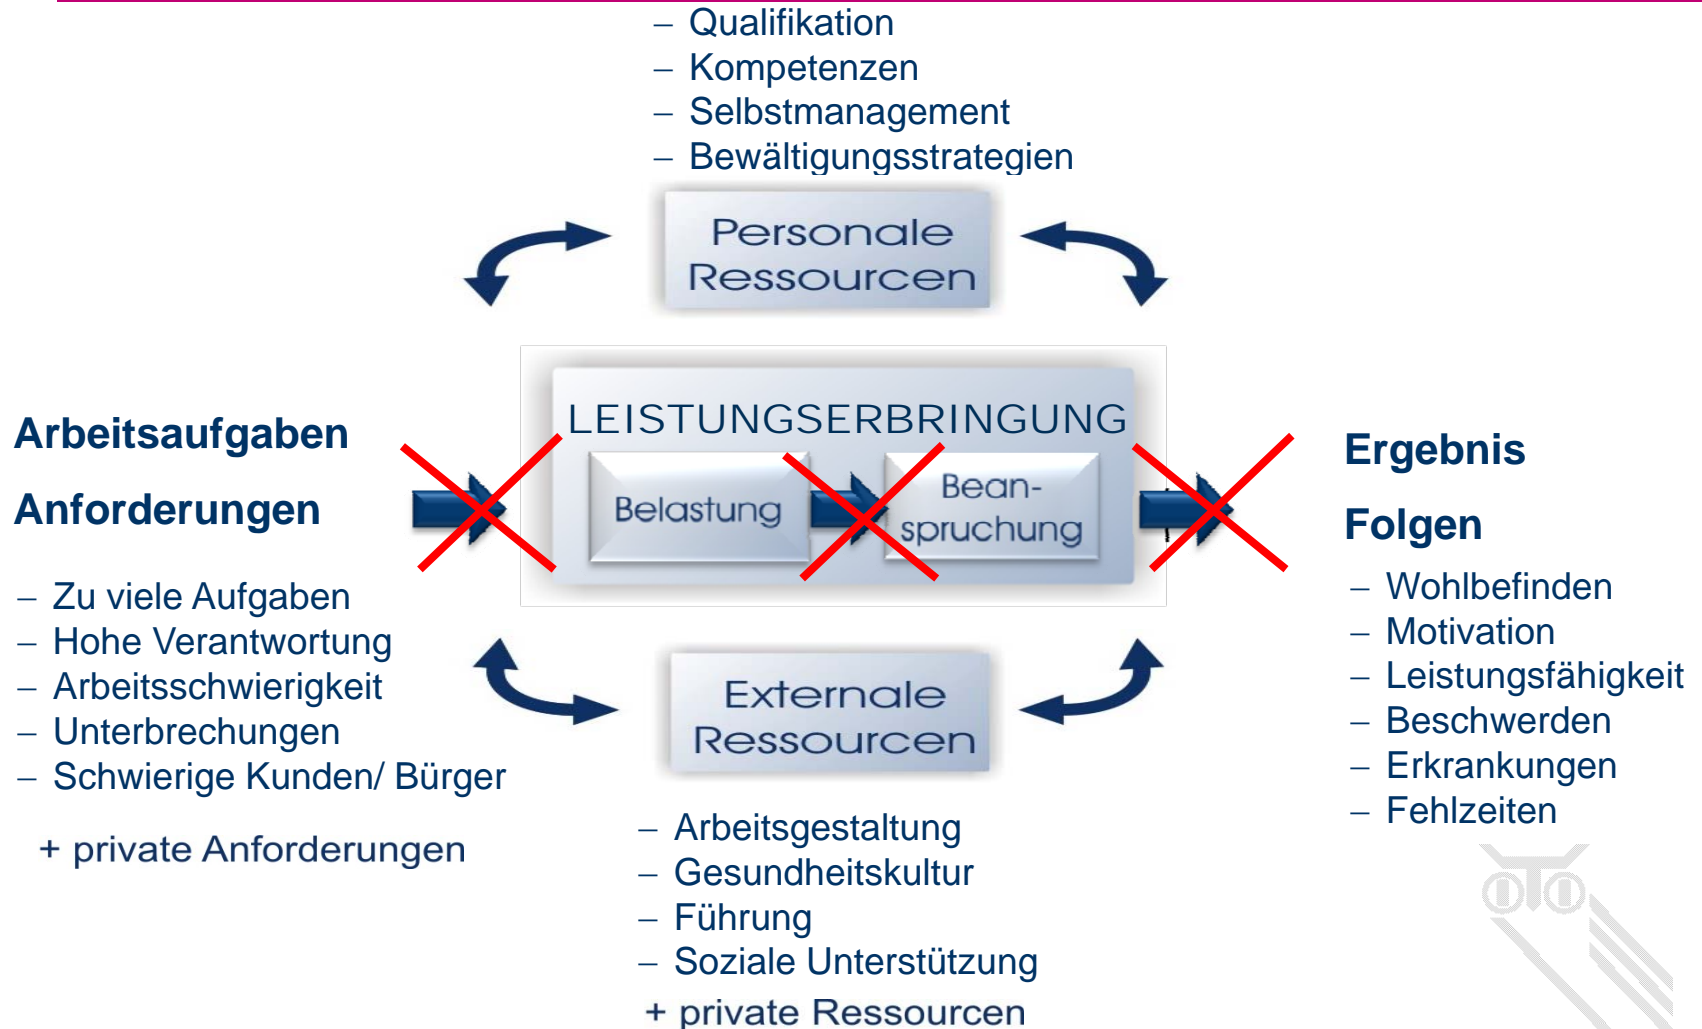 – Qualifikation
– Kompetenzen
– Selbstmanagement
– Bewältigungsstrategien
Personale
Ressourcen
Arbeitsaufgaben
Anforderungen
– Zu viele Aufgaben
– Hohe Verantwortung
– Arbeitsschwierigkeit
– Unterbrechungen
– Schwierige Kunden/ Bürger
+ private Anforderungen
LEISTUNGSERBRINGUNG
Belastung
Bean-
spruchung
Externale
Ressourcen
– Arbeitsgestaltung
– Gesundheitskultur
– Führung
– Soziale Unterstützung
+ private Ressourcen
Ergebnis
Folgen
– Wohlbefinden
– Motivation
– Leistungsfähigkeit
– Beschwerden
– Erkrankungen
– Fehlzeiten